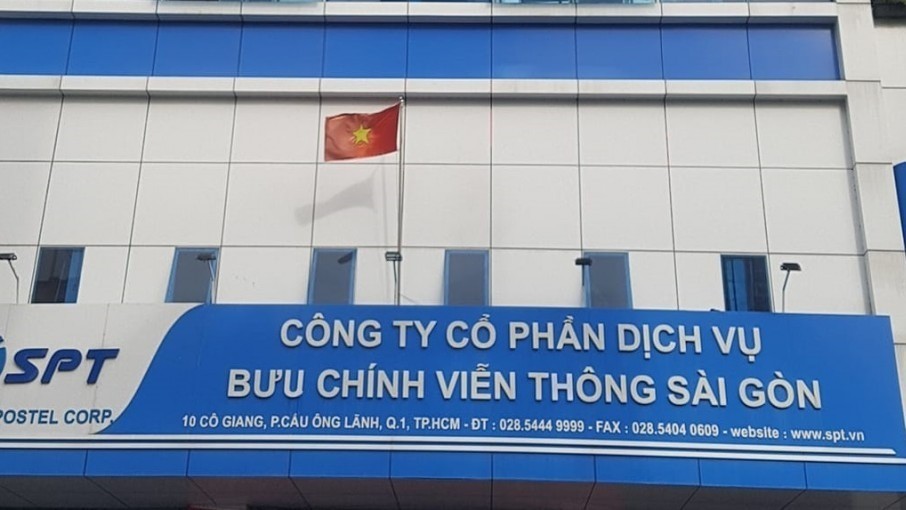 SPT
POSTEL CORP.
CÔNG TY CỔ PHẦN DỊCH VỤ
BƯU CHÍNH VIỄN THÔNG SÀI GÒN
10 CÔ GIANG, P.CẦU ÔNG LÃNH, Q.1, TP.HCM - ĐT : 028.5444 9999 - FAX : 028.5404 0609 - website : www.spt.vn